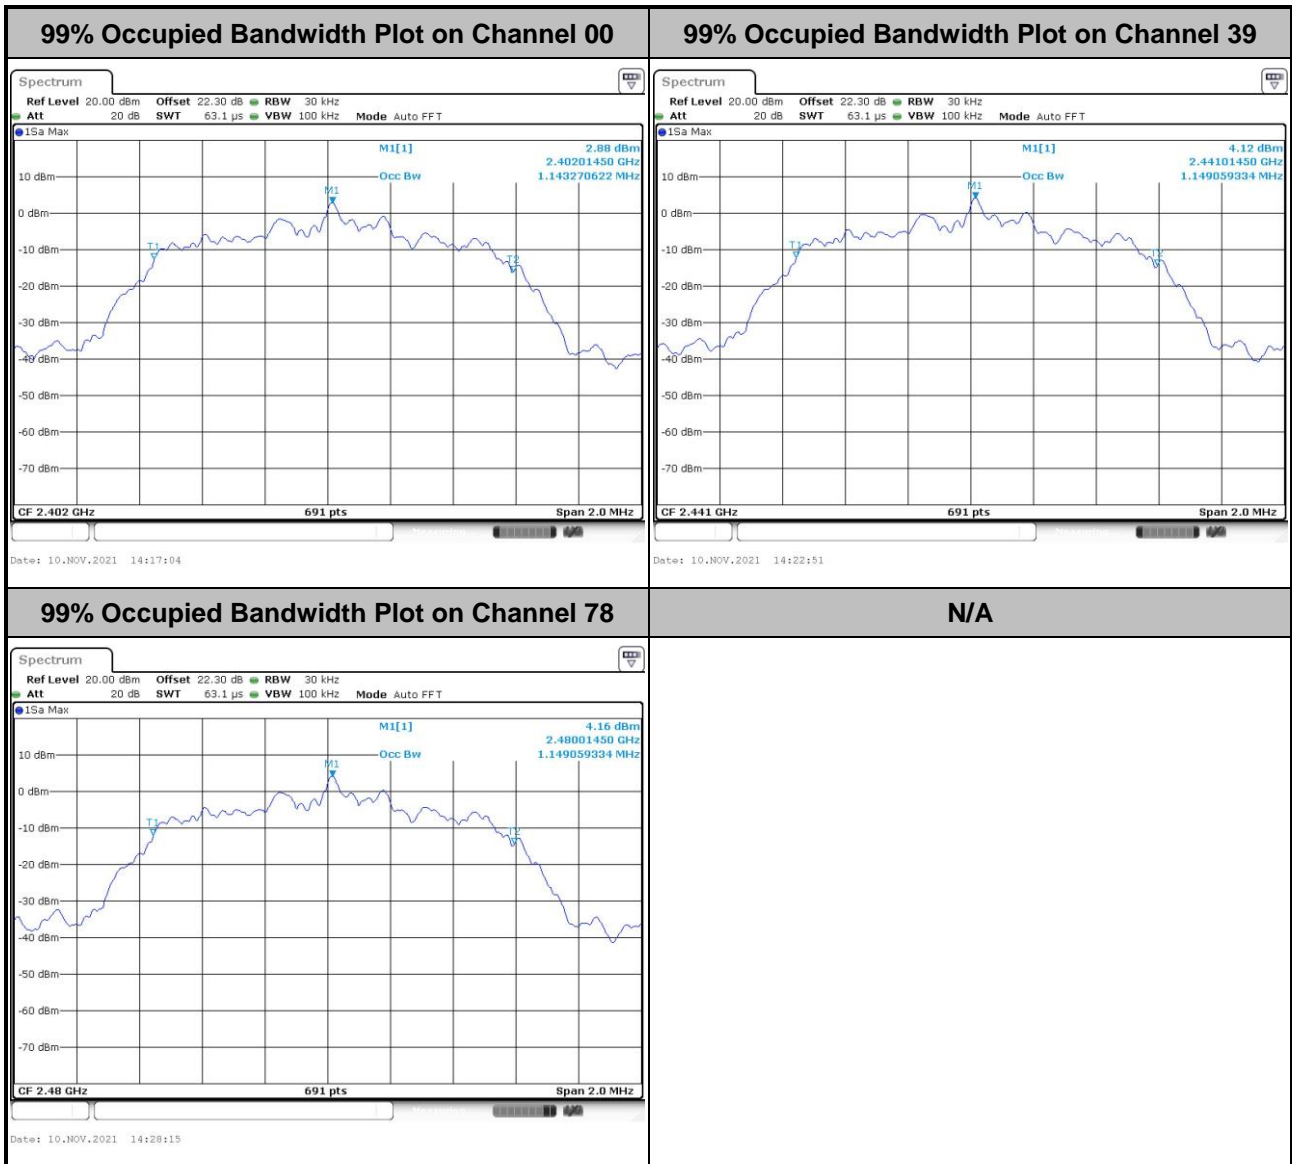 99% Occupied Bandwidth Plot on Channel 00
99% Occupied Bandwidth Plot on Channel 39
Spectrum
Ref Level 20.00 dBm Offset 22.30 dB RBW 30 kHz
Att 20 dB SWT 63.1 µs VBW 100 kHz Mode Auto FFT
1Sa Max
M1[1] 2.88 dBm
2.40201450 GHz
Occ Bw 1.143270622 MHz
10 dBm
M1
0 dBm
-10 dBm
T1
T2
-20 dBm
-30 dBm
-40 dBm
-50 dBm
-60 dBm
-70 dBm
CF 2.402 GHz 691 pts Span 2.0 MHz
Date: 10.NOV.2021 14:17:04
Spectrum
Ref Level 20.00 dBm Offset 22.30 dB RBW 30 kHz
Att 20 dB SWT 63.1 µs VBW 100 kHz Mode Auto FFT
1Sa Max
M1[1] 4.12 dBm
2.44101450 GHz
Occ Bw 1.149059334 MHz
10 dBm
M1
0 dBm
-10 dBm
T1
T2
-20 dBm
-30 dBm
-40 dBm
-50 dBm
-60 dBm
-70 dBm
CF 2.441 GHz 691 pts Span 2.0 MHz
Date: 10.NOV.2021 14:22:51
99% Occupied Bandwidth Plot on Channel 78
N/A
Spectrum
Ref Level 20.00 dBm Offset 22.30 dB RBW 30 kHz
Att 20 dB SWT 63.1 µs VBW 100 kHz Mode Auto FFT
1Sa Max
M1[1] 4.16 dBm
2.48001450 GHz
Occ Bw 1.149059334 MHz
10 dBm
M1
0 dBm
-10 dBm
T1
T2
-20 dBm
-30 dBm
-40 dBm
-50 dBm
-60 dBm
-70 dBm
CF 2.48 GHz 691 pts Span 2.0 MHz
Date: 10.NOV.2021 14:28:15